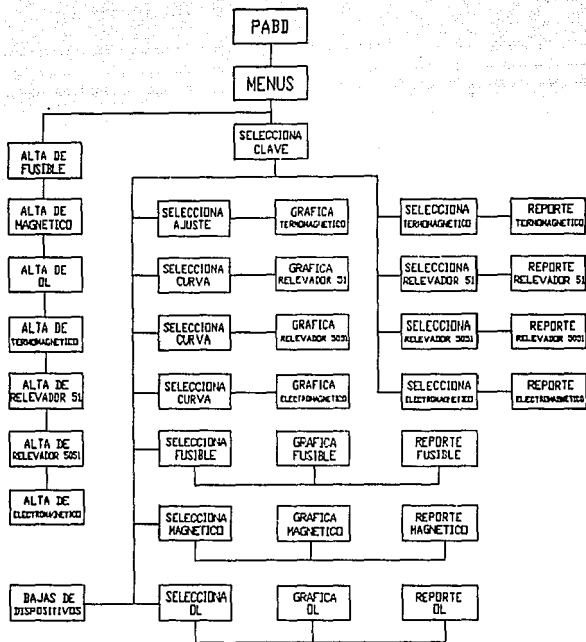 PABD
MENUS
SELECCIONA
CLAVE
ALTA DE
FUSIBLE
ALTA DE
MAGNETICO
ALTA DE
OL
ALTA DE
TERMOMAGNETICO
ALTA DE
RELEVADOR 51
ALTA DE
RELEVADOR 5051
ALTA DE
ELECTROMAGNETICO
BAJAS DE
DISPOSITIVOS
SELECCIONA
AJUSTE
GRAFICA
TERMOMAGNETICO
SELECCIONA
TERMOMAGNETICO
REPORTE
TERMOMAGNETICO
SELECCIONA
CURVA
GRAFICA
RELEVADOR 51
SELECCIONA
RELEVADOR 51
REPORTE
RELEVADOR 51
SELECCIONA
CURVA
GRAFICA
RELEVADOR 5051
SELECCIONA
RELEVADOR 5051
REPORTE
RELEVADOR 5051
SELECCIONA
CURVA
GRAFICA
ELECTROMAGNETICO
SELECCIONA
ELECTROMAGNETICO
REPORTE
ELECTROMAGNETICO
SELECCIONA
FUSIBLE
GRAFICA
FUSIBLE
REPORTE
FUSIBLE
SELECCIONA
MAGNETICO
GRAFICA
MAGNETICO
REPORTE
MAGNETICO
SELECCIONA
OL
GRAFICA
OL
REPORTE
OL